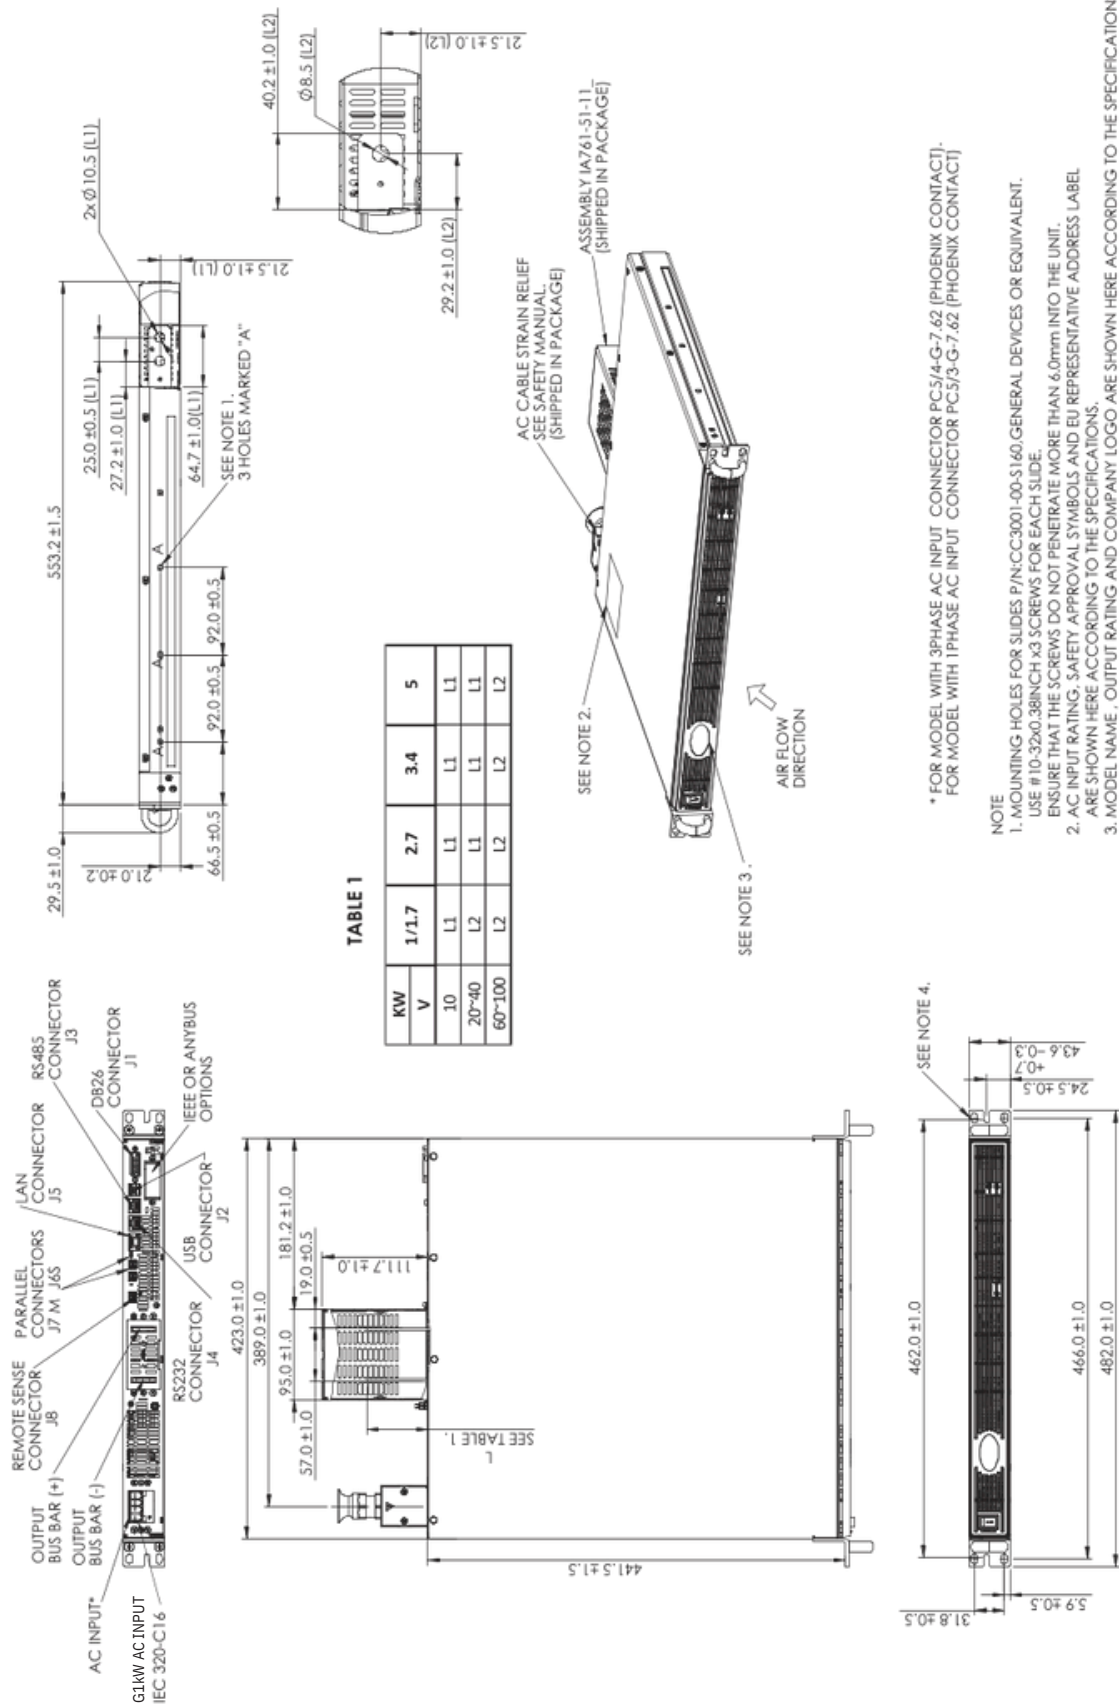 OUTPUT
BUS BAR (+)
OUTPUT
BUS BAR (-)
AC INPUT*
G1kW AC INPUT
IEC 320-C16
REMOTE SENSE
CONNECTOR
J8
PARALLEL
CONNECTORS
J7 M J6S
LAN
CONNECTOR
J5
RS485
CONNECTOR
J3
DB26
CONNECTOR
J1
IEEE OR ANYBUS
OPTIONS
USB
CONNECTOR
J2
RS232
CONNECTOR
J4
29.5 ±1.0
553.2 ±1.5
21.0 ±0.2
66.5 ±0.5
92.0 ±0.5
92.0 ±0.5
A
A
A
SEE NOTE 1.
3 HOLES MARKED "A"
25.0 ±0.5 (L1)
27.2 ±1.0 (L1)
64.7 ±1.0(L1)
2x Ø 10.5 (L1)
21.5 ±1.0 (L1)
40.2 ±1.0 (L2)
Ø8.5 (L2)
21.5 ±1.0 (L2)
29.2 ±1.0 (L2)
423.0 ±1.0
389.0 ±1.0
181.2 ±1.0
19.0 ±0.5
95.0 ±1.0
57.0 ±1.0
111.7 ±1.0
L
SEE TABLE 1.
441.5 ±1.5
TABLE 1
KW 1/1.7 2.7 3.4 5
V
10 L1 L1 L1 L1
20~40 L2 L1 L1 L1
60~100 L2 L2 L2 L2
AC CABLE STRAIN RELIEF
SEE SAFETY MANUAL.
(SHIPPED IN PACKAGE)
ASSEMBLY IA761-51-11
(SHIPPED IN PACKAGE)
SEE NOTE 2.
SEE NOTE 3 .
AIR FLOW
DIRECTION
SEE NOTE 4.
462.0 ±1.0
466.0 ±1.0
482.0 ±1.0
31.8 ±0.5
5.9 ±0.5
24.5 ±0.5
+0.7
43.6 -0.3
* FOR MODEL WITH 3PHASE AC INPUT CONNECTOR PC5/4-G-7.62 (PHOENIX CONTACT).
FOR MODEL WITH 1PHASE AC INPUT CONNECTOR PC5/3-G-7.62 (PHOENIX CONTACT)
NOTE
1. MOUNTING HOLES FOR SLIDES P/N:CC3001-00-S160,GENERAL DEVICES OR EQUIVALENT.
USE #10-32x0.38INCH x3 SCREWS FOR EACH SLIDE.
ENSURE THAT THE SCREWS DO NOT PENETRATE MORE THAN 6.0mm INTO THE UNIT.
2. AC INPUT RATING, SAFETY APPROVAL SYMBOLS AND EU REPRESENTATIVE ADDRESS LABEL
ARE SHOWN HERE ACCORDING TO THE SPECIFICATIONS.
3. MODEL NAME , OUTPUT RATING AND COMPANY LOGO ARE SHOWN HERE ACCORDING TO THE SPECIFICATION